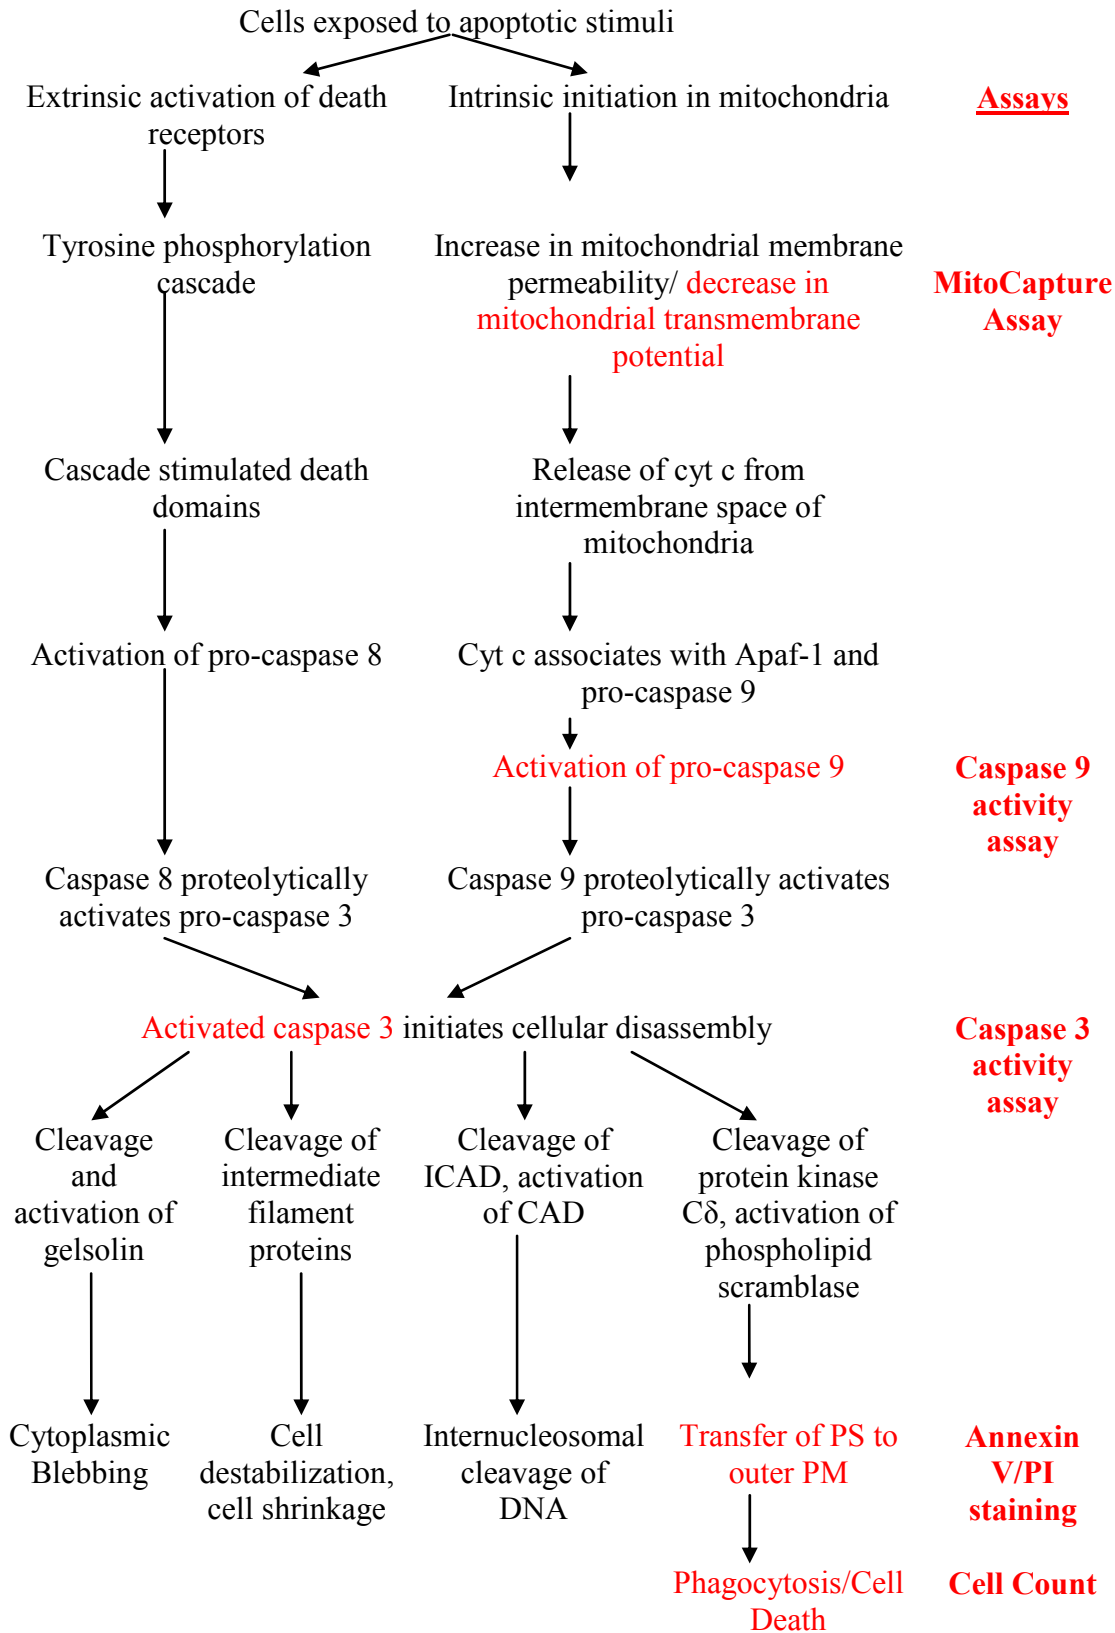 Cells exposed to apoptotic stimuli
Extrinsic activation of death
receptors
Intrinsic initiation in mitochondria
Assays
Tyrosine phosphorylation
cascade
Increase in mitochondrial membrane
permeability/ decrease in
mitochondrial transmembrane
potential
MitoCapture
Assay
Cascade stimulated death
domains
Release of cyt c from
intermembrane space of
mitochondria
Activation of pro-caspase 8
Cyt c associates with Apaf-1 and
pro-caspase 9
Activation of pro-caspase 9
Caspase 9
activity
assay
Caspase 8 proteolytically
activates pro-caspase 3
Caspase 9 proteolytically activates
pro-caspase 3
Activated caspase 3 initiates cellular disassembly
Caspase 3
activity
assay
Cleavage
and
activation of
gelsolin
Cleavage of
intermediate
filament
proteins
Cleavage of
ICAD, activation
of CAD
Cleavage of
protein kinase
Cδ, activation of
phospholipid
scramblase
Cytoplasmic
Blebbing
Cell
destabilization,
cell shrinkage
Internucleosomal
cleavage of
DNA
Transfer of PS to
outer PM
Annexin
V/PI
staining
Phagocytosis/Cell
Death
Cell Count